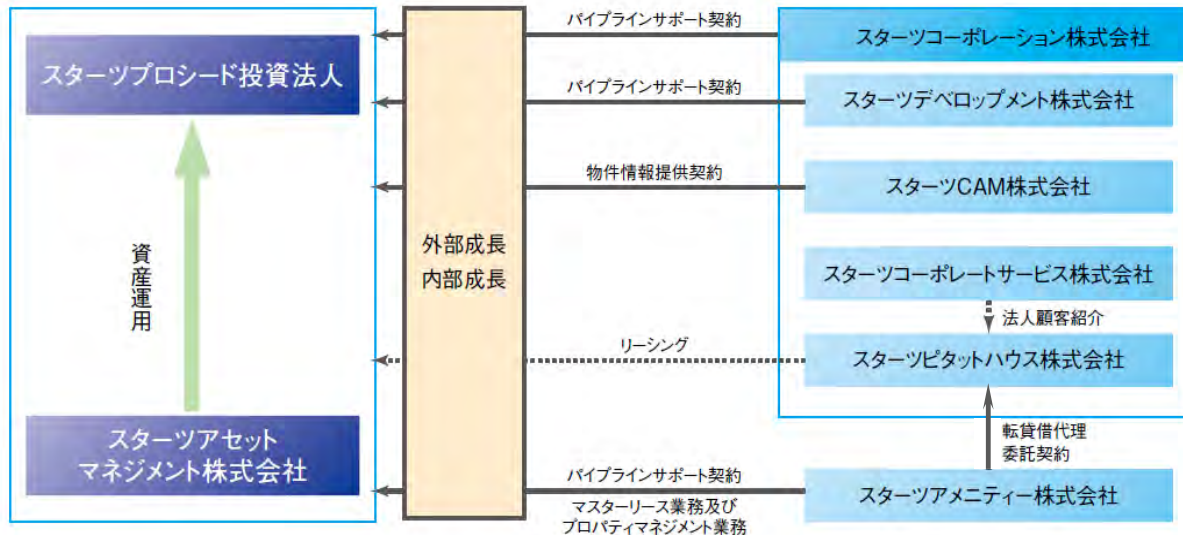 スターツプロシード投資法人
資産運用
スターツアセット
マネジメント株式会社
外部成長
内部成長
パイプラインサポート契約
パイプラインサポート契約
物件情報提供契約
リーシング
パイプラインサポート契約
マスターリース業務及び
プロパティマネジメント業務
スターツコーポレーション株式会社
スターツデベロップメント株式会社
スターツCAM株式会社
スターツコーポレートサービス株式会社
法人顧客紹介
スターツピタットハウス株式会社
転貸借代理
委託契約
スターツアメニティー株式会社